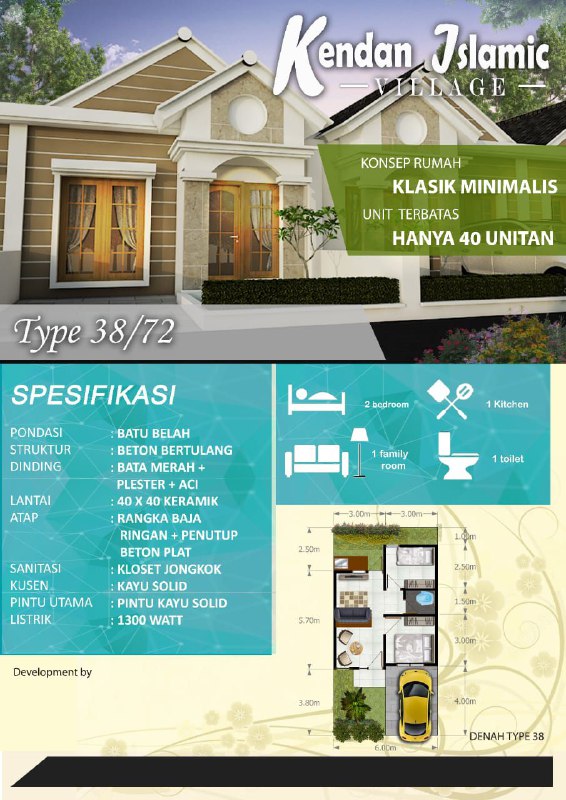 Kendan Islamic
VILLAGE
KONSEP RUMAH
KLASIK MINIMALIS
UNIT TERBATAS
HANYA 40 UNITAN
Type 38/72
SPESIFIKASI
PONDASI : BATU BELAH
STRUKTUR : BETON BERTULANG
DINDING : BATA MERAH +
PLESTER + ACI
LANTAI : 40 X 40 KERAMIK
ATAP : RANGKA BAJA
RINGAN + PENUTUP
BETON PLAT
SANITASI : KLOSET JONGKOK
KUSEN : KAYU SOLID
PINTU UTAMA : PINTU KAYU SOLID
LISTRIK : 1300 WATT
2 bedroom
1 Kitchen
1 family
room
1 toilet
3.00m 3.00m
1.00m
2.50m
2.50m
1.50m
5.70m
3.00m
3.80m
4.00m
6.00m
DENAH TYPE 38
Development by